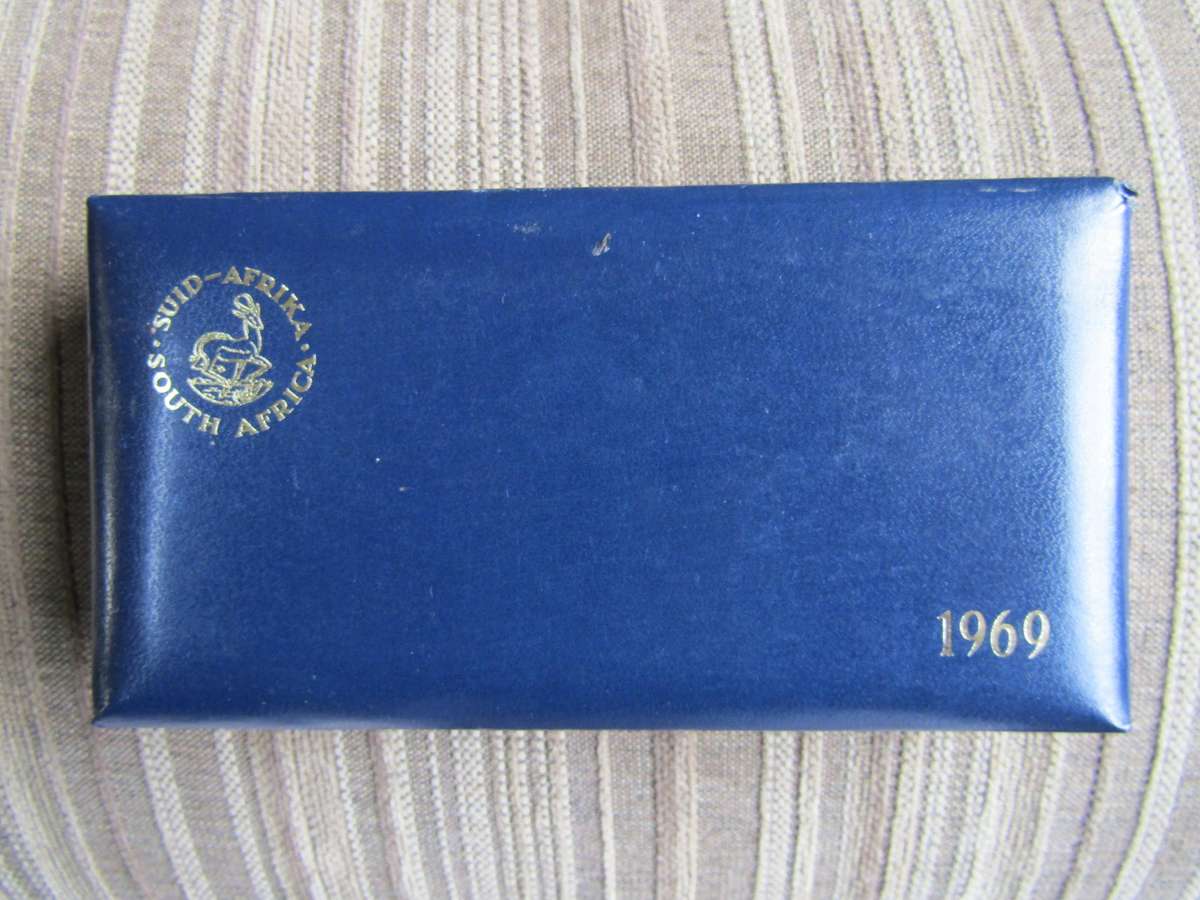 · SUID–AFRIKA ·
SOUTH AFRICA
1969